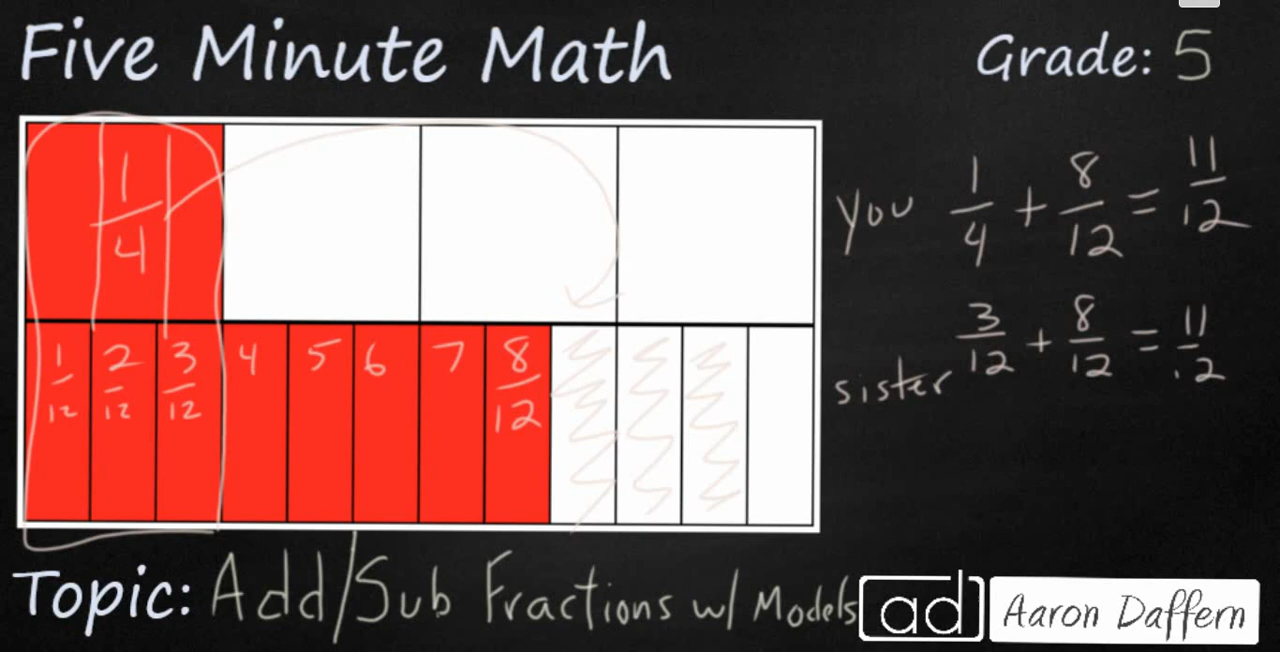 Five Minute Math
Grade: 5
1/4
1/12 2/12 3/12 4 5 6 7 8/12
you 1/4 + 8/12 = 11/12
sister 3/12 + 8/12 = 11/12
Topic: Add/Sub Fractions w/ Models
ad Aaron Daffern